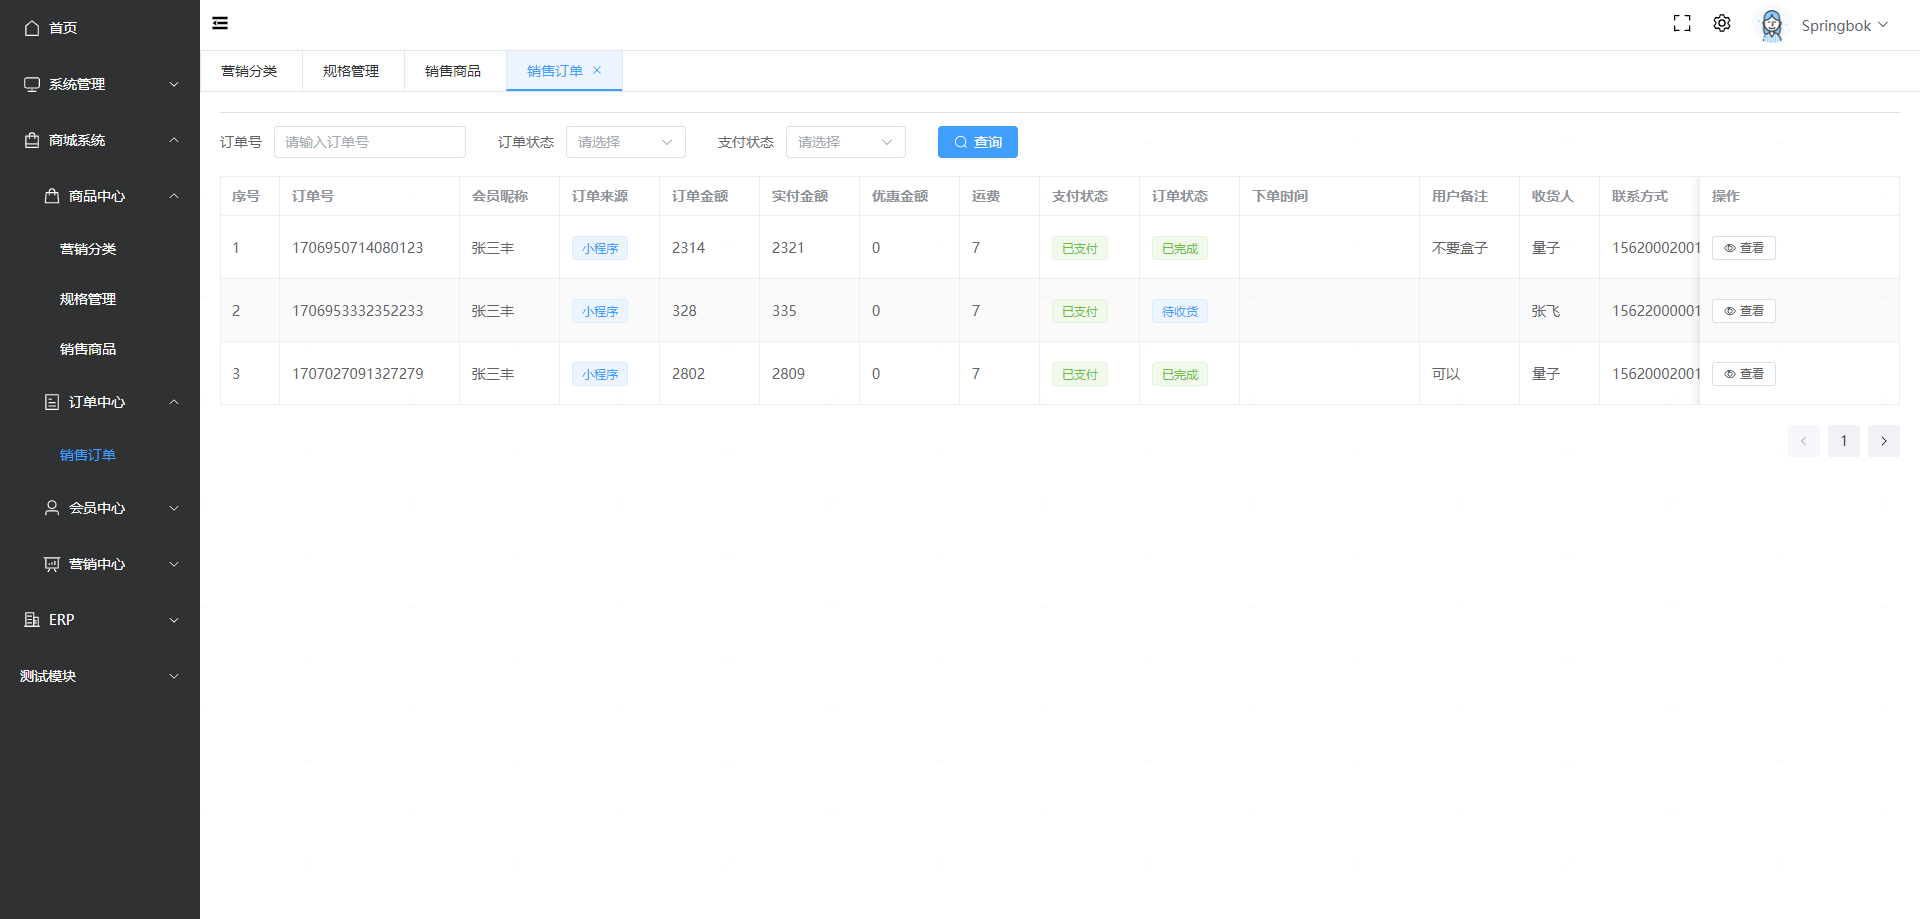 首页
系统管理
商城系统
商品中心
营销分类
规格管理
销售商品
订单中心
销售订单
会员中心
营销中心
ERP
测试模块
Springbok
营销分类 规格管理 销售商品 销售订单
订单号 请输入订单号 订单状态 请选择 支付状态 请选择 查询
序号 订单号 会员昵称 订单来源 订单金额 实付金额 优惠金额 运费 支付状态 订单状态 下单时间 用户备注 收货人 联系方式 操作
1 1706950714080123 张三丰 小程序 2314 2321 0 7 已支付 已完成 不要盒子 量子 15620002001 查看
2 1706953332352233 张三丰 小程序 328 335 0 7 已支付 待收货 张飞 15622000001 查看
3 1707027091327279 张三丰 小程序 2802 2809 0 7 已支付 已完成 可以 量子 15620002001 查看
1